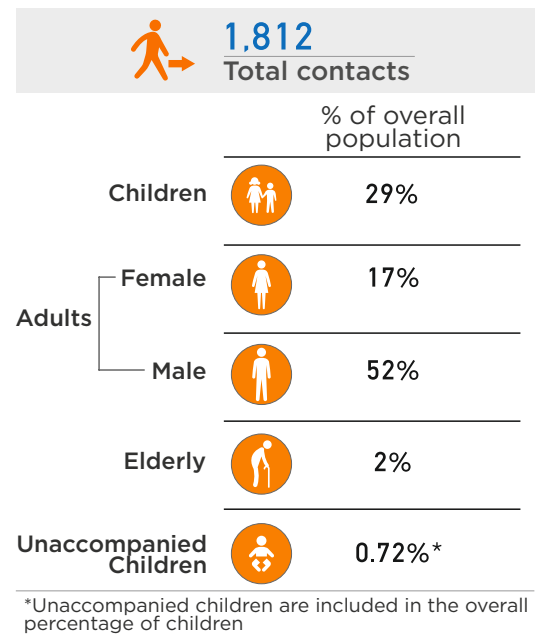 1,812
Total contacts
% of overall
population
Children
29%
Adults
Female
17%
Male
52%
Elderly
2%
Unaccompanied
Children
0.72%*
*Unaccompanied children are included in the overall
percentage of children